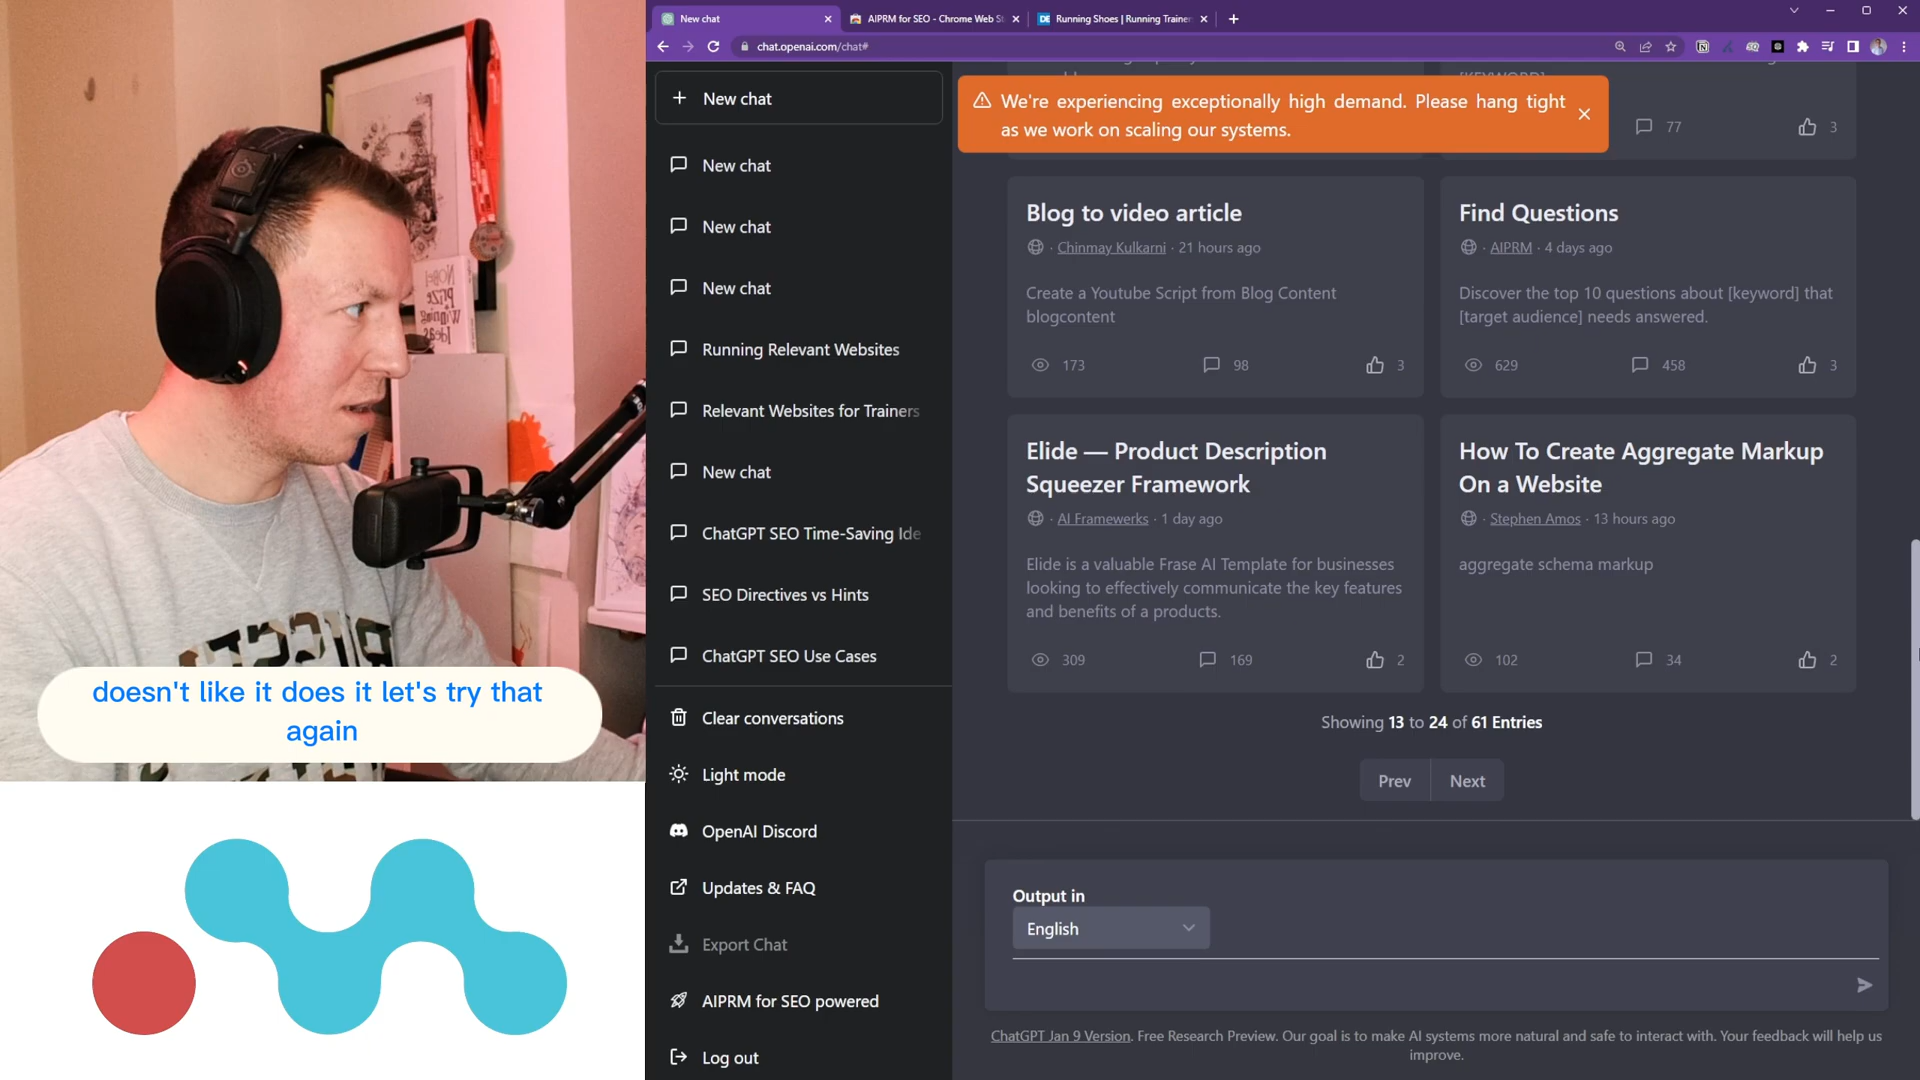 New chat
AIPRM for SEO - Chrome Web St
Running Shoes | Running Trainer
chat.openai.com/chat#
New chat
New chat
New chat
New chat
Running Relevant Websites
Relevant Websites for Trainers
New chat
ChatGPT SEO Time-Saving Ide
SEO Directives vs Hints
ChatGPT SEO Use Cases
Clear conversations
Light mode
OpenAI Discord
Updates & FAQ
Export Chat
AIPRM for SEO powered
Log out
We're experiencing exceptionally high demand. Please hang tight
as we work on scaling our systems.
[KEYWORD]
77 3
Blog to video article
· Chinmay Kulkarni · 21 hours ago
Create a Youtube Script from Blog Content
blogcontent
173 98 3
Find Questions
· AIPRM · 4 days ago
Discover the top 10 questions about [keyword] that
[target audience] needs answered.
629 458 3
Elide — Product Description
Squeezer Framework
· AI Framewerks · 1 day ago
Elide is a valuable Frase AI Template for businesses
looking to effectively communicate the key features
and benefits of a products.
309 169 2
How To Create Aggregate Markup
On a Website
· Stephen Amos · 13 hours ago
aggregate schema markup
102 34 2
Showing 13 to 24 of 61 Entries
Prev Next
Output in
English
ChatGPT Jan 9 Version. Free Research Preview. Our goal is to make AI systems more natural and safe to interact with. Your feedback will help us
improve.
NOBEL
prize
Winning
Ideas
doesn't like it does it let's try that
again